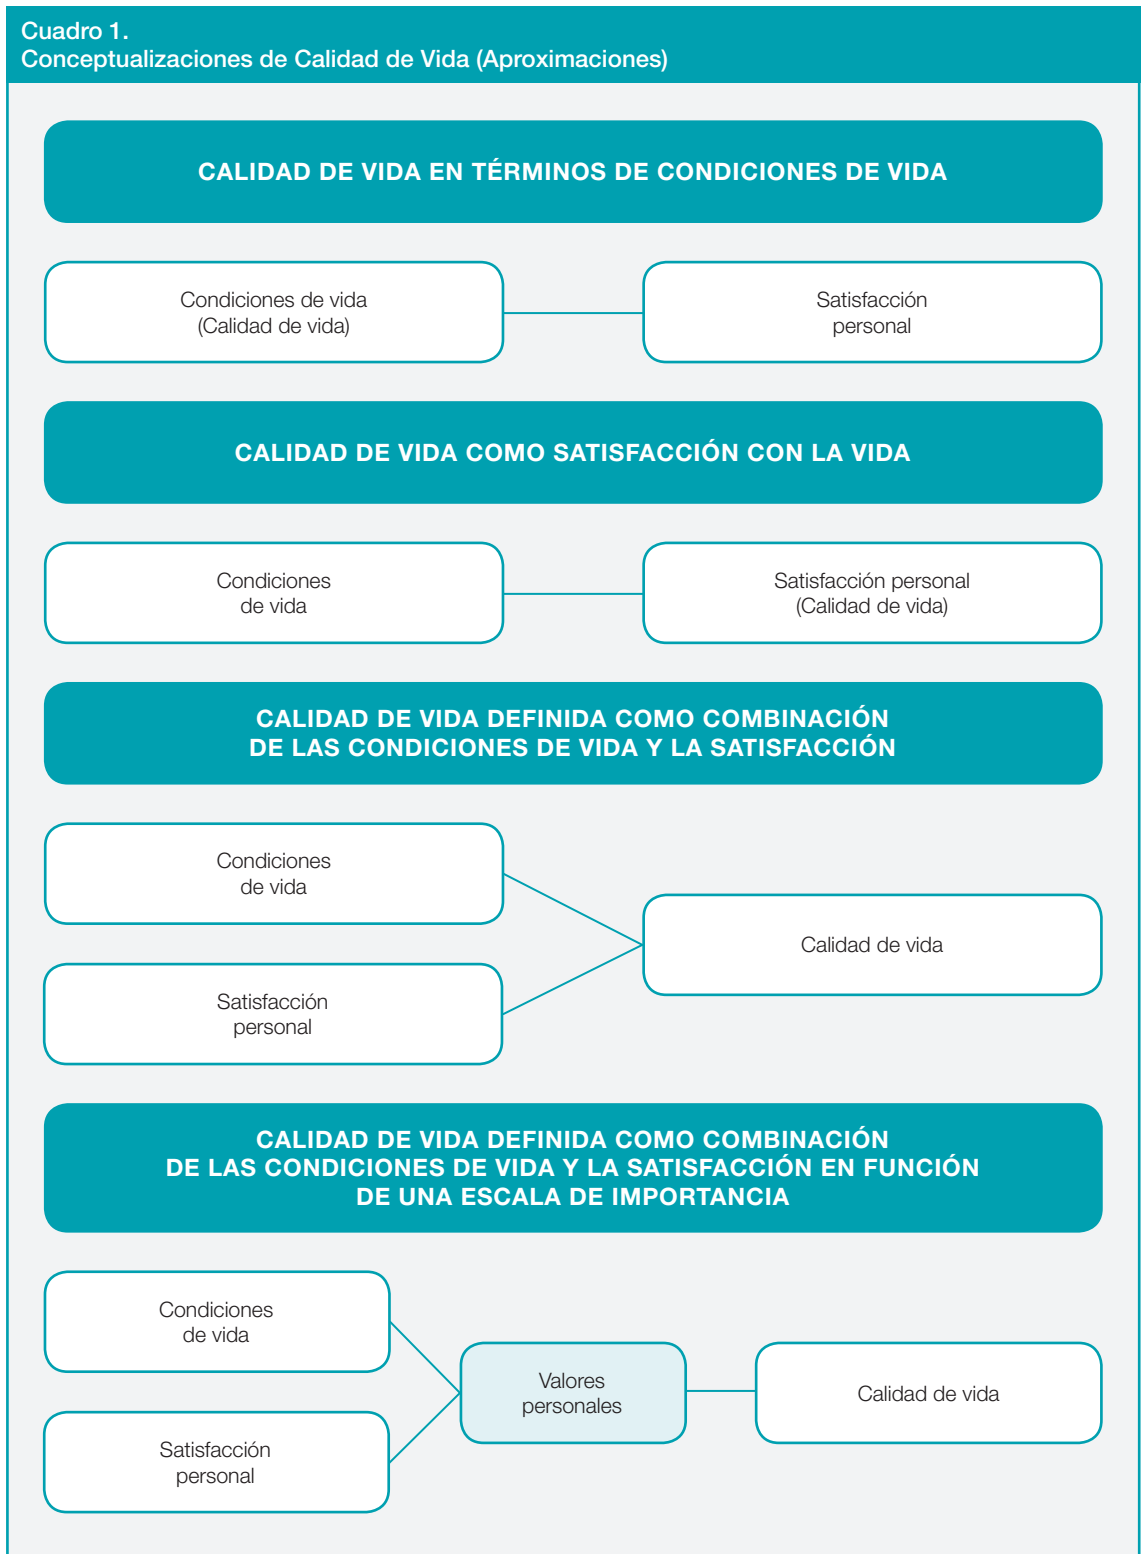 Cuadro 1.
Conceptualizaciones de Calidad de Vida (Aproximaciones)
CALIDAD DE VIDA EN TÉRMINOS DE CONDICIONES DE VIDA
Condiciones de vida
(Calidad de vida)
Satisfacción
personal
CALIDAD DE VIDA COMO SATISFACCIÓN CON LA VIDA
Condiciones
de vida
Satisfacción personal
(Calidad de vida)
CALIDAD DE VIDA DEFINIDA COMO COMBINACIÓN
DE LAS CONDICIONES DE VIDA Y LA SATISFACCIÓN
Condiciones
de vida
Satisfacción
personal
Calidad de vida
CALIDAD DE VIDA DEFINIDA COMO COMBINACIÓN
DE LAS CONDICIONES DE VIDA Y LA SATISFACCIÓN EN FUNCIÓN
DE UNA ESCALA DE IMPORTANCIA
Condiciones
de vida
Satisfacción
personal
Valores
personales
Calidad de vida